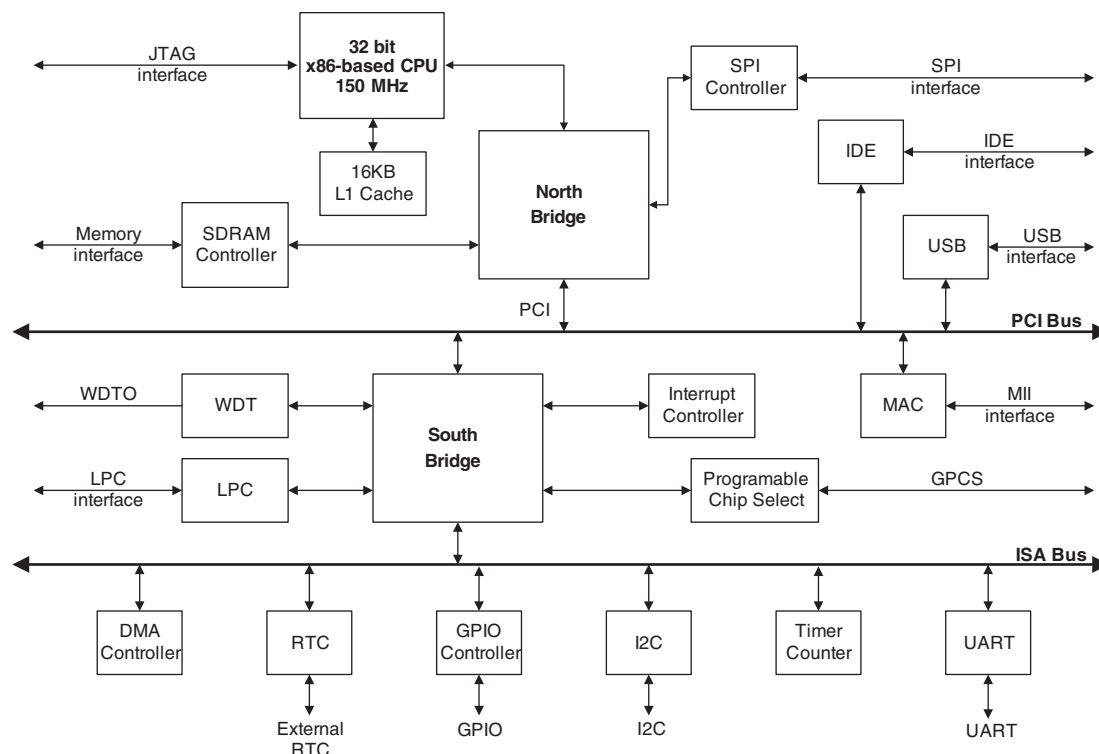 JTAG
interface
32 bit
x86-based CPU
150 MHz
SPI
Controller
SPI
interface
16KB
L1 Cache
North
Bridge
IDE
IDE
interface
Memory
interface
SDRAM
Controller
USB
USB
interface
PCI
PCI Bus
WDTO
WDT
South
Bridge
Interrupt
Controller
MAC
MII
interface
LPC
interface
LPC
Programable
Chip Select
GPCS
ISA Bus
DMA
Controller
RTC
GPIO
Controller
I2C
Timer
Counter
UART
External
RTC
GPIO
I2C
UART